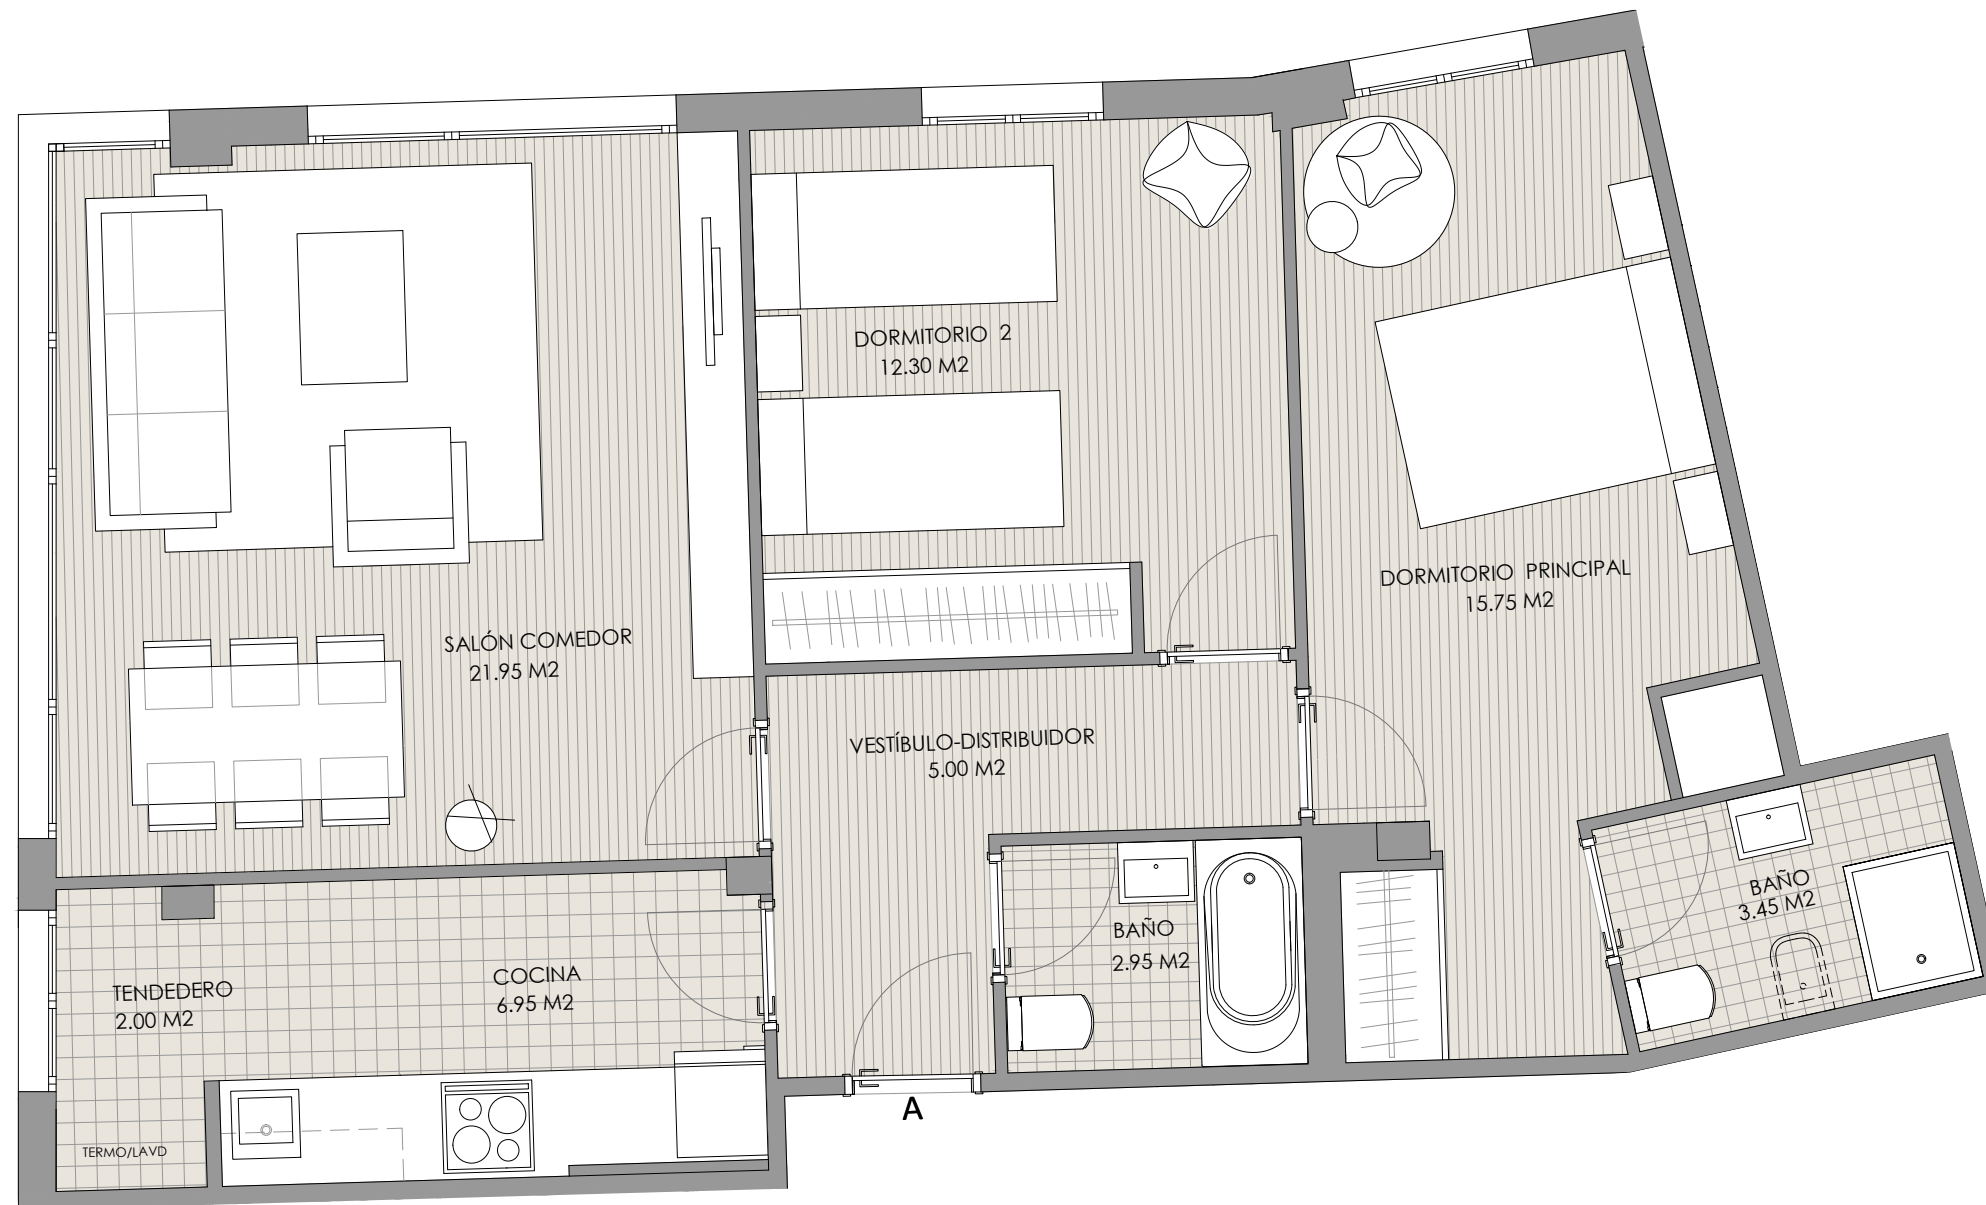 DORMITORIO 2
12.30 M2
DORMITORIO PRINCIPAL
15.75 M2
SALÓN COMEDOR
21.95 M2
VESTÍBULO-DISTRIBUIDOR
5.00 M2
BAÑO
3.45 M2
BAÑO
2.95 M2
COCINA
6.95 M2
TENDEDERO
2.00 M2
A
TERMO/LAVD